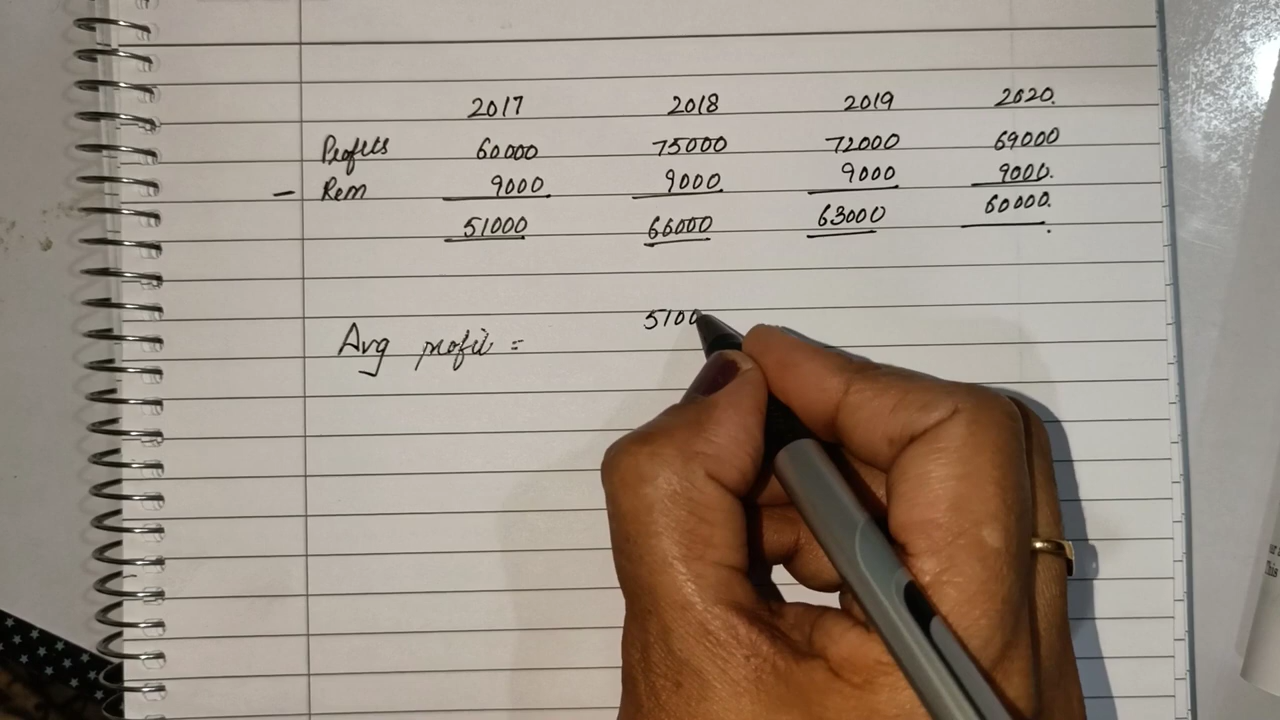 2017 2018 2019 2020.
Profits 60000 75000 72000 69000
- Rem 9000 9000 9000 9000.
51000 66000 63000 60000.
5100
Avg profit =